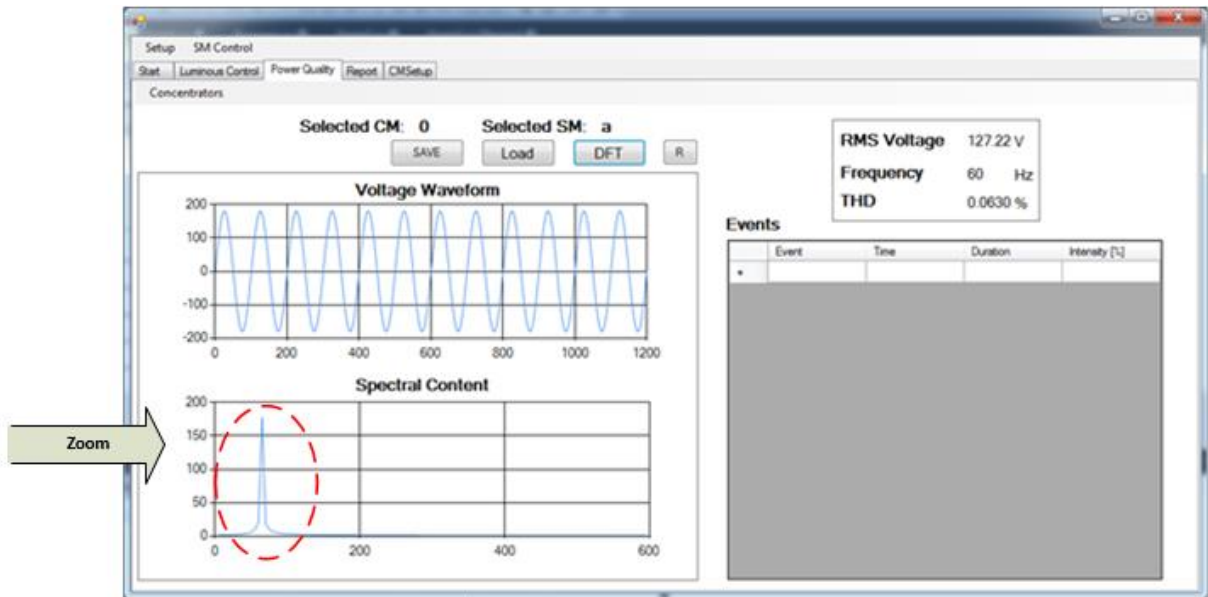 Setup SM Control
Start Luminous Control Power Quality Report CMSetup
Concentrators
Selected CM: 0 Selected SM: a
SAVE Load DFT R
RMS Voltage 127.22 V
Frequency 60 Hz
THD 0.0630 %
Voltage Waveform
200
100
0
-100
-200
0 200 400 600 800 1000 1200
Events
Event Time Duration Intensity [%]
Spectral Content
200
150
100
50
0
0 200 400 600
Zoom